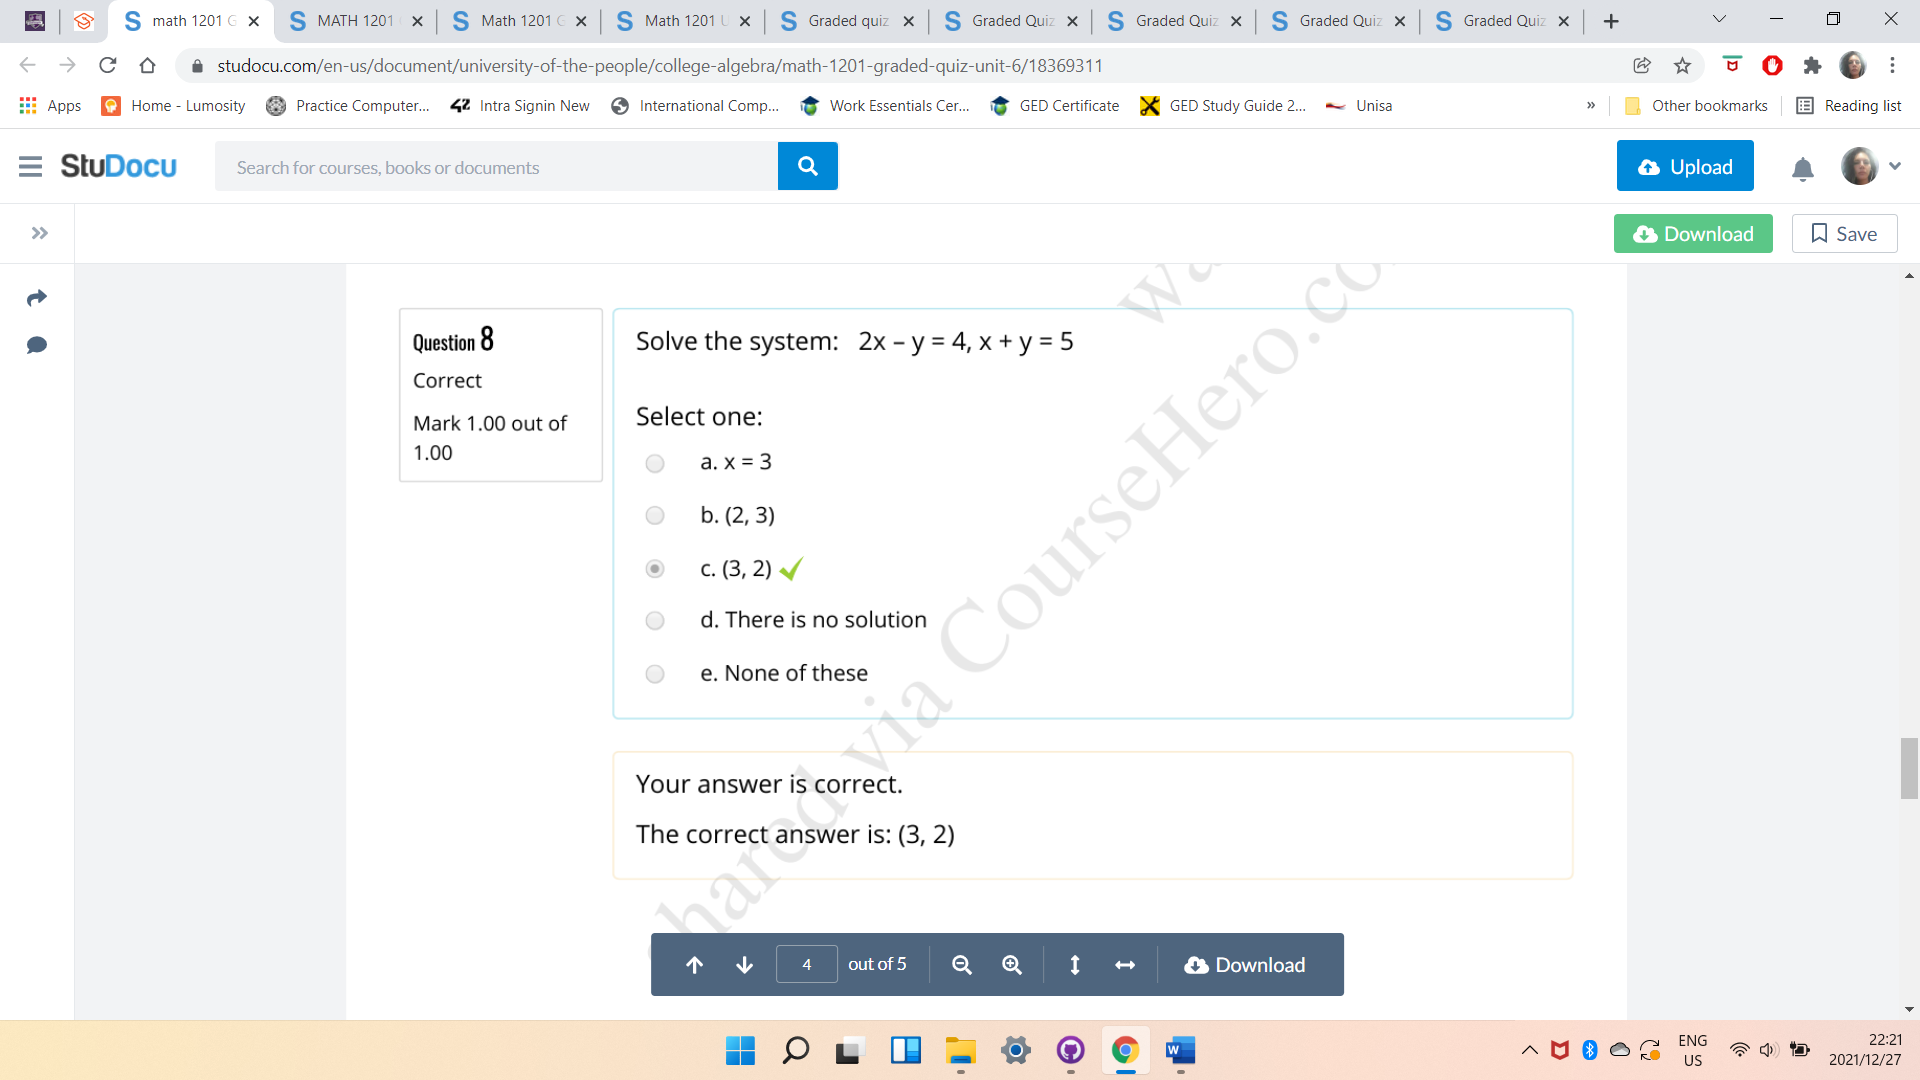 math 1201 G
MATH 1201
Math 1201 G
Math 1201 U
Graded quiz
Graded Quiz
Graded Quiz
Graded Quiz
Graded Quiz
studocu.com/en-us/document/university-of-the-people/college-algebra/math-1201-graded-quiz-unit-6/18369311
Apps
Home - Lumosity
Practice Computer...
Intra Signin New
International Comp...
Work Essentials Cer...
GED Certificate
GED Study Guide 2...
Unisa
»
Other bookmarks
Reading list
StuDocu
Search for courses, books or documents
Upload
Download
Save
Question 8
Correct
Mark 1.00 out of
1.00
Solve the system: 2x – y = 4, x + y = 5
Select one:
a. x = 3
b. (2, 3)
c. (3, 2)
d. There is no solution
e. None of these
Your answer is correct.
The correct answer is: (3, 2)
shared via CourseHero.co
wa
4 out of 5
Download
ENG
US
22:21
2021/12/27